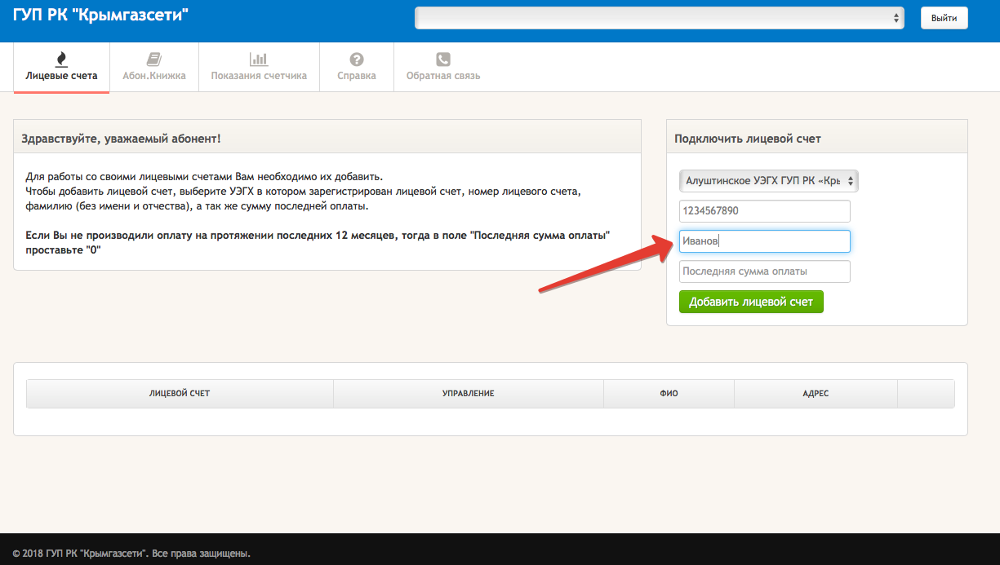 ГУП РК "Крымгазсети"
Выйти
Лицевые счета
Абон.Книжка
Показания счетчика
Справка
Обратная связь
Здравствуйте, уважаемый абонент!
Для работы со своими лицевыми счетами Вам необходимо их добавить.
Чтобы добавить лицевой счет, выберите УЭГХ в котором зарегистрирован лицевой счет, номер лицевого счета,
фамилию (без имени и отчества), а так же сумму последней оплаты.
Если Вы не производили оплату на протяжении последних 12 месяцев, тогда в поле "Последняя сумма оплаты"
проставьте "0"
Подключить лицевой счет
Алуштинское УЭГХ ГУП РК «Кры
1234567890
Иванов
Последняя сумма оплаты
Добавить лицевой счет
ЛИЦЕВОЙ СЧЕТ
УПРАВЛЕНИЕ
ФИО
АДРЕС
© 2018 ГУП РК "Крымгазсети". Все права защищены.